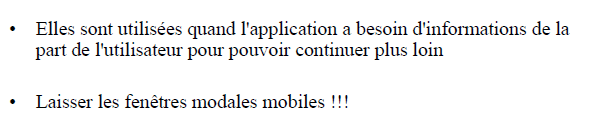 • Elles sont utilisées quand l'application a besoin d'informations de la
part de l'utilisateur pour pouvoir continuer plus loin
• Laisser les fenêtres modales mobiles !!!